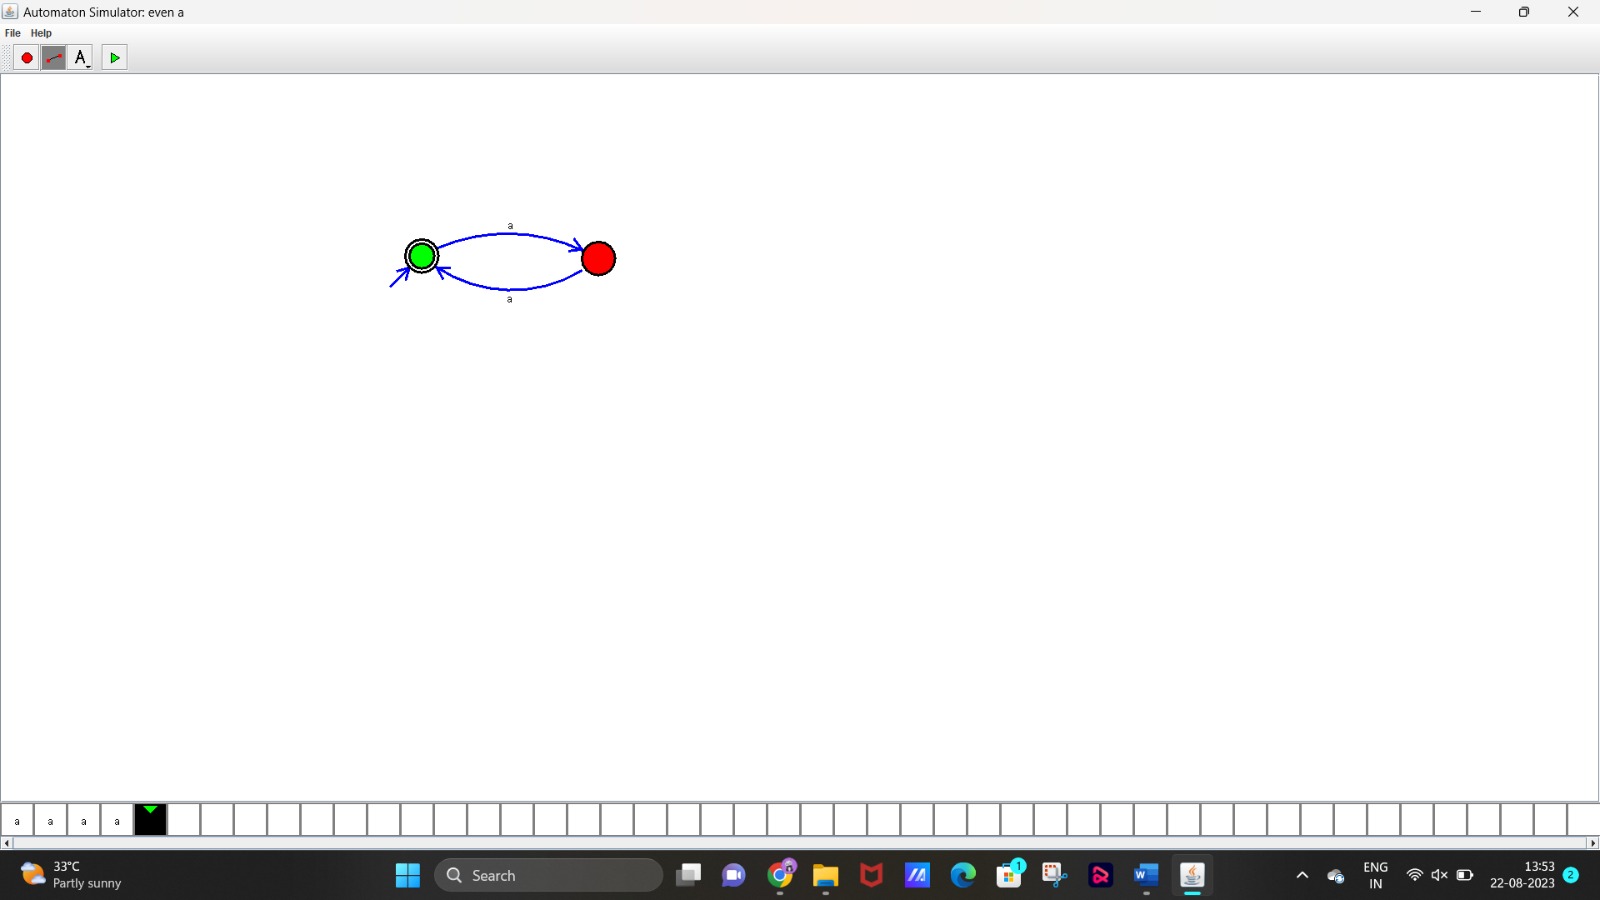 Automaton Simulator: even a
File Help
A
a
a
a a a a
33°C
Partly sunny
Search
1
W
ENG
IN
13:53
22-08-2023
2